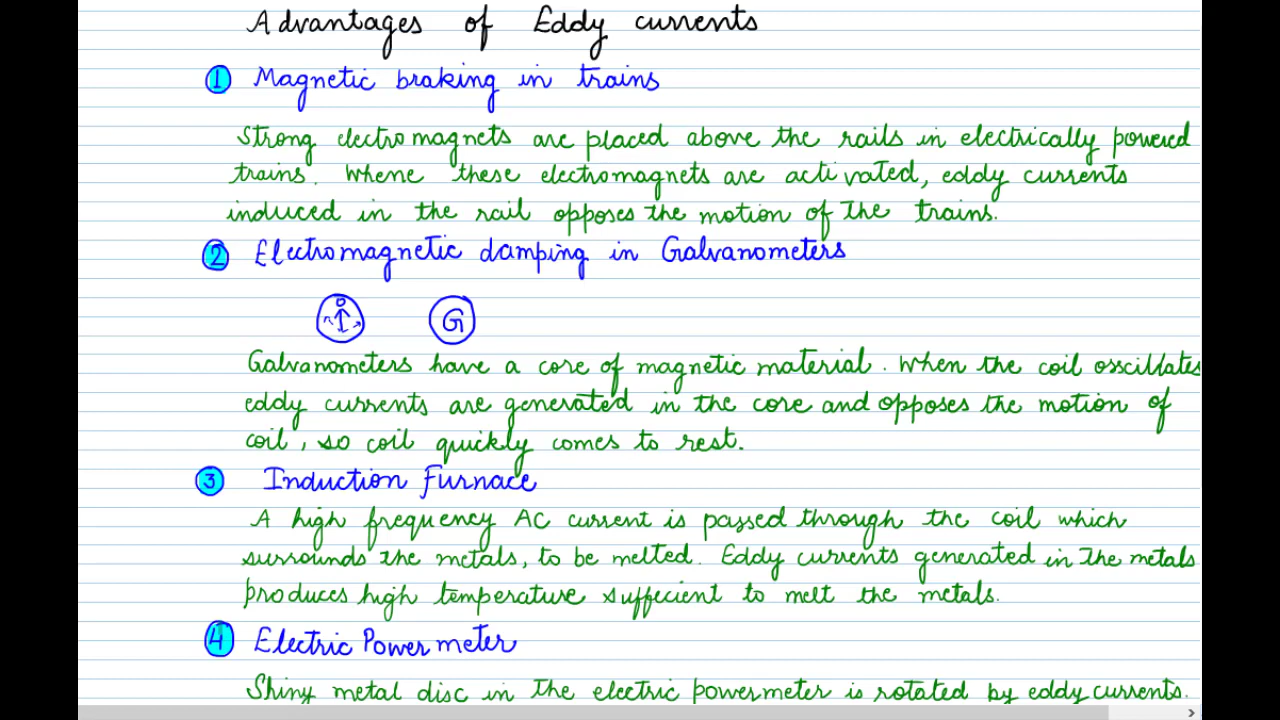 Advantages of Eddy currents
1 Magnetic braking in trains
Strong electromagnets are placed above the rails in electrically powered
trains. Whene these electromagnets are activated, eddy currents
induced in the rail opposes the motion of the trains.
2 Electromagnetic damping in Galvanometers
G
Galvanometers have a core of magnetic material. When the coil osscillates
eddy currents are generated in the core and opposes the motion of
coil, so coil quickly comes to rest.
3 Induction Furnace
A high frequency AC current is passed through the coil which
surrounds the metals, to be melted. Eddy currents generated in the metals
produces high temperature suffecient to melt the metals.
4 Electric Power meter
Shiny metal disc in the electric powermeter is rotated by eddy currents.